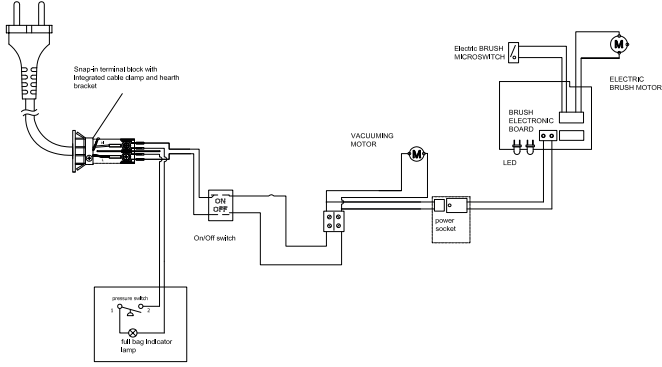 Snap-in terminal block with
Integrated cable clamp and hearth
bracket
Electric BRUSH
MICROSWITCH
M
ELECTRIC
BRUSH MOTOR
BRUSH
ELECTRONIC
BOARD
LED
VACUUMING
MOTOR
M
ON
OFF
On/Off switch
power
socket
pressure switch
1
2
full bag Indicator
lamp